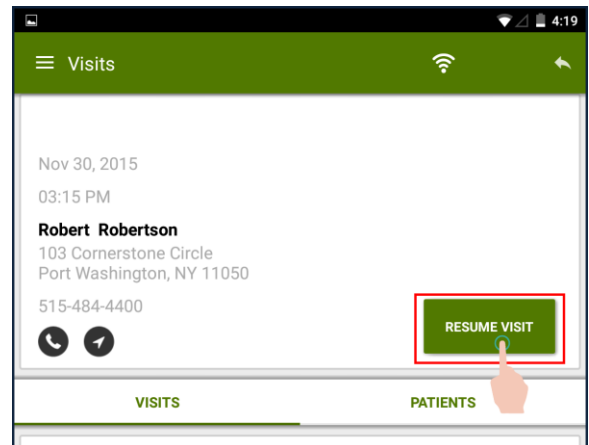 4:19
Visits
Nov 30, 2015
03:15 PM
Robert Robertson
103 Cornerstone Circle
Port Washington, NY 11050
515-484-4400
RESUME VISIT
VISITS
PATIENTS